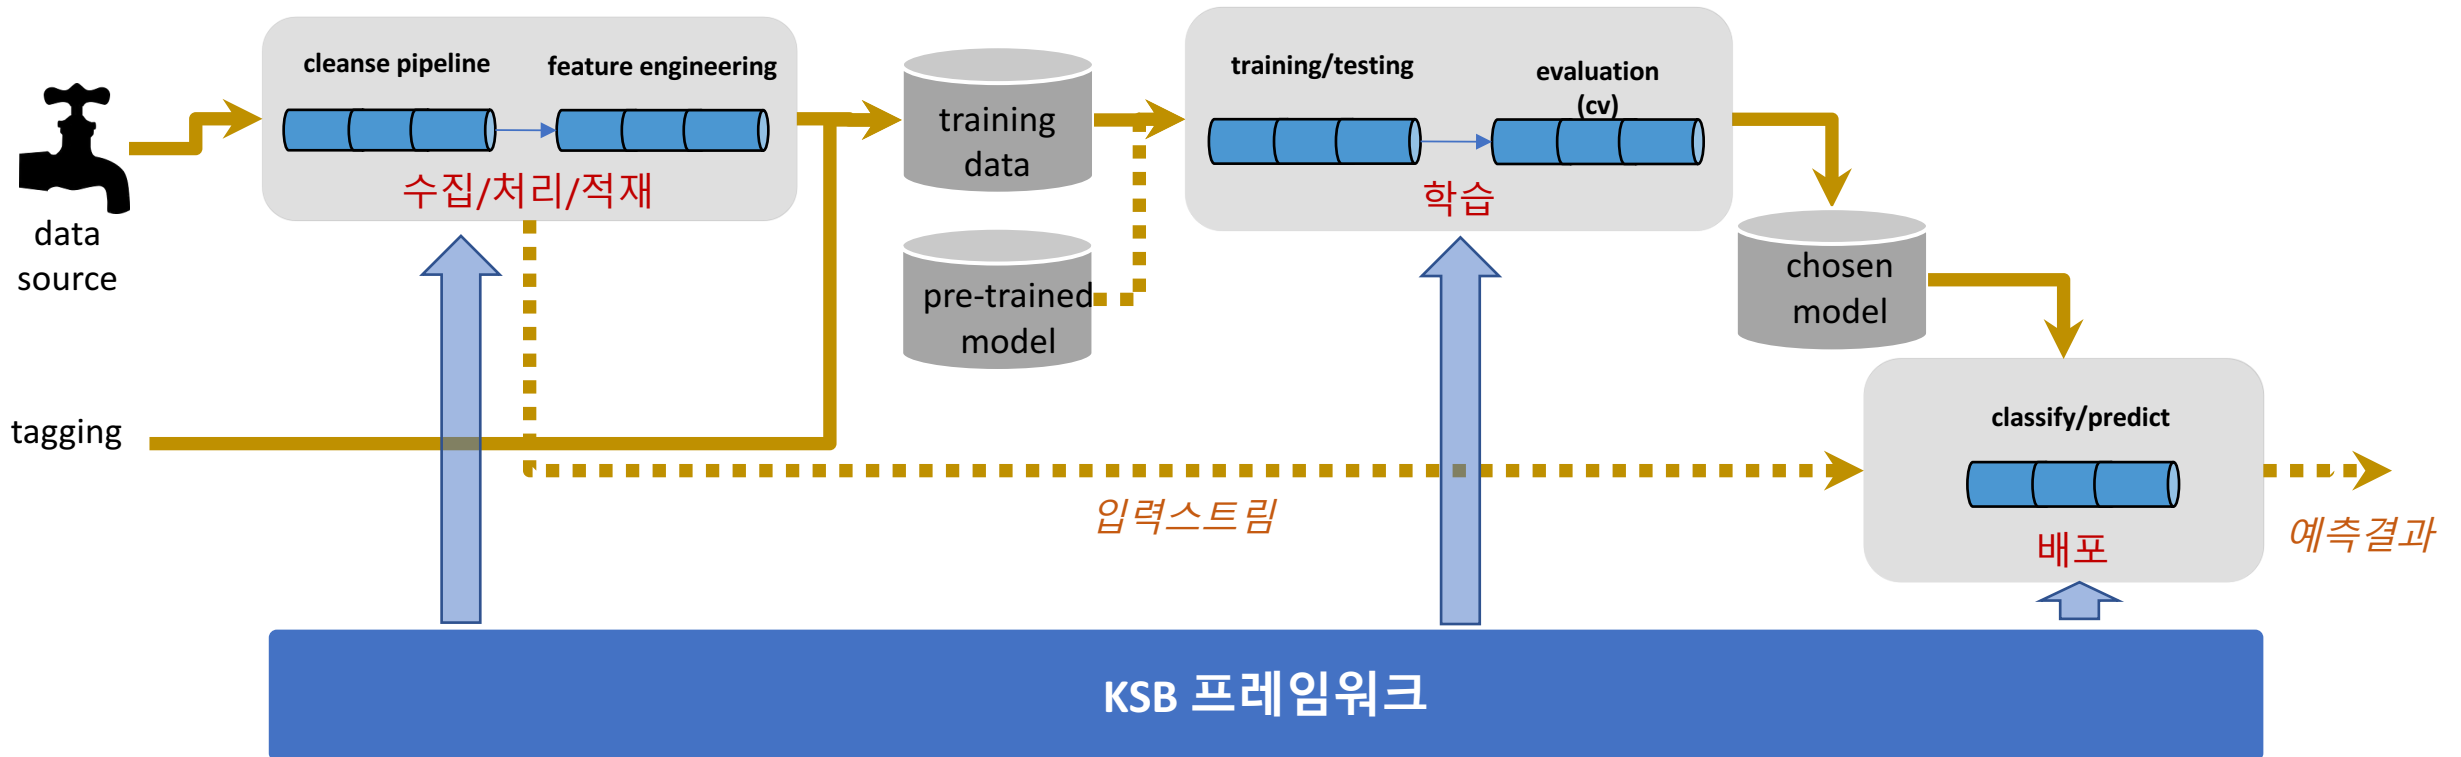 cleanse pipeline
feature engineering
수집/처리/적재
data
source
tagging
training
data
pre-trained
model
training/testing
evaluation
(cv)
학습
chosen
model
classify/predict
배포
입력스트림
예측결과
KSB 프레임워크